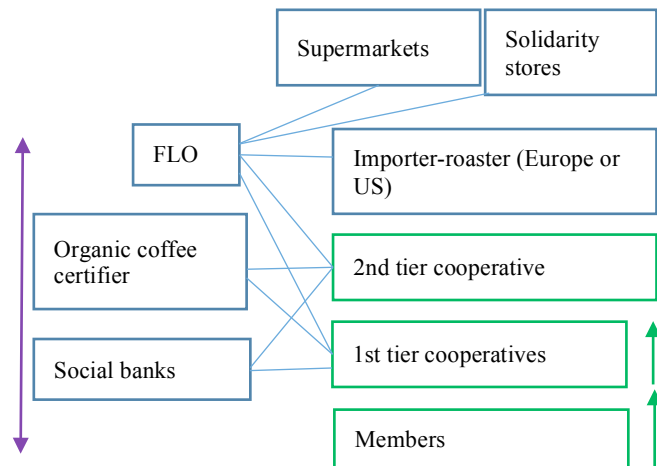 Supermarkets
Solidarity
stores
FLO
Importer-roaster (Europe or
US)
Organic coffee
certifier
2nd tier cooperative
1st tier cooperatives
Social banks
Members